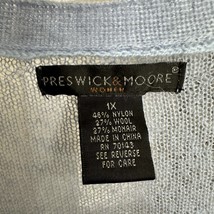 PRESWICK & MOORE ®
WOMEN
1X
46% NYLON
27% WOOL
27% MOHAIR
MADE IN CHINA
RN 70143
SEE REVERSE
FOR CARE